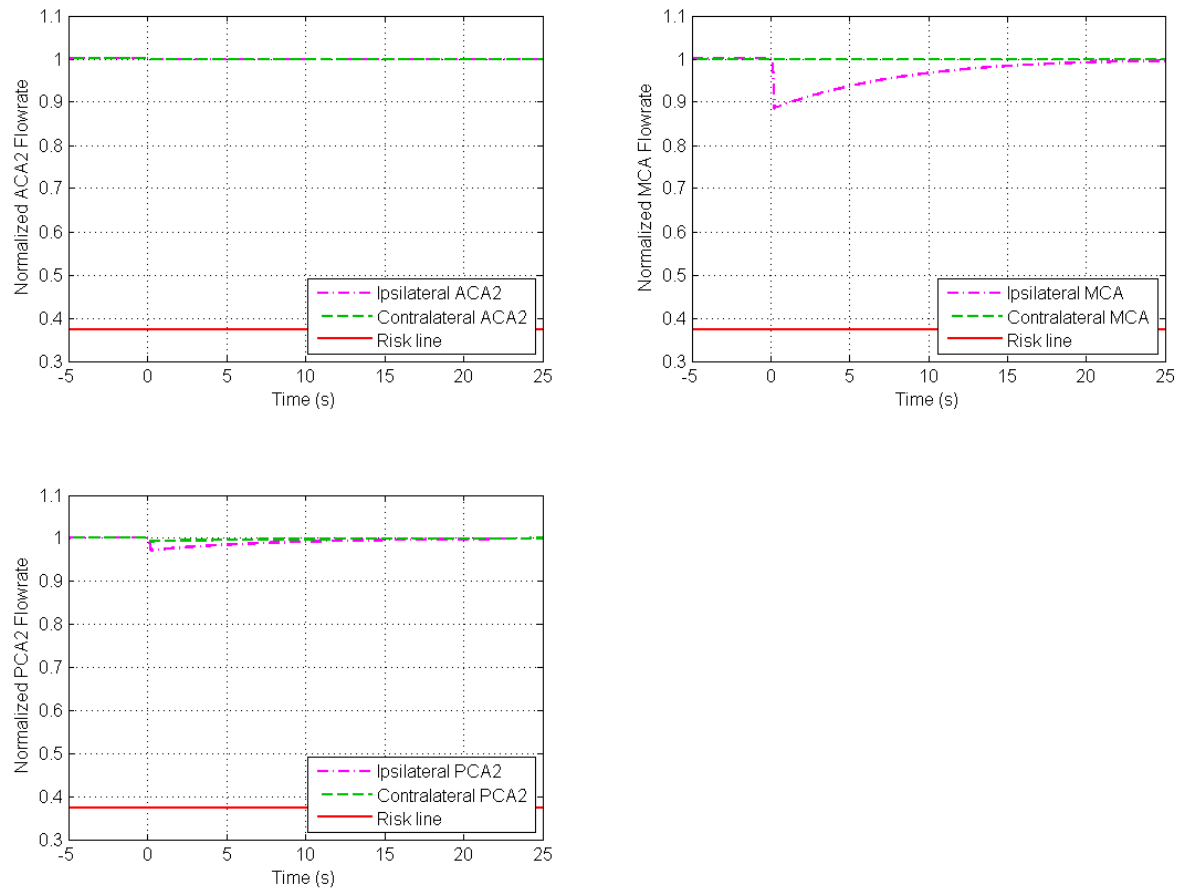 Normalized ACA2 Flowrate
1.1
1
0.9
0.8
0.7
0.6
0.5
0.4
0.3
Ipsilateral ACA2
Contralateral ACA2
Risk line
-5 0 5 10 15 20 25
Time (s)
Normalized MCA Flowrate
1.1
1
0.9
0.8
0.7
0.6
0.5
0.4
0.3
Ipsilateral MCA
Contralateral MCA
Risk line
-5 0 5 10 15 20 25
Time (s)
Normalized PCA2 Flowrate
1.1
1
0.9
0.8
0.7
0.6
0.5
0.4
0.3
Ipsilateral PCA2
Contralateral PCA2
Risk line
-5 0 5 10 15 20 25
Time (s)